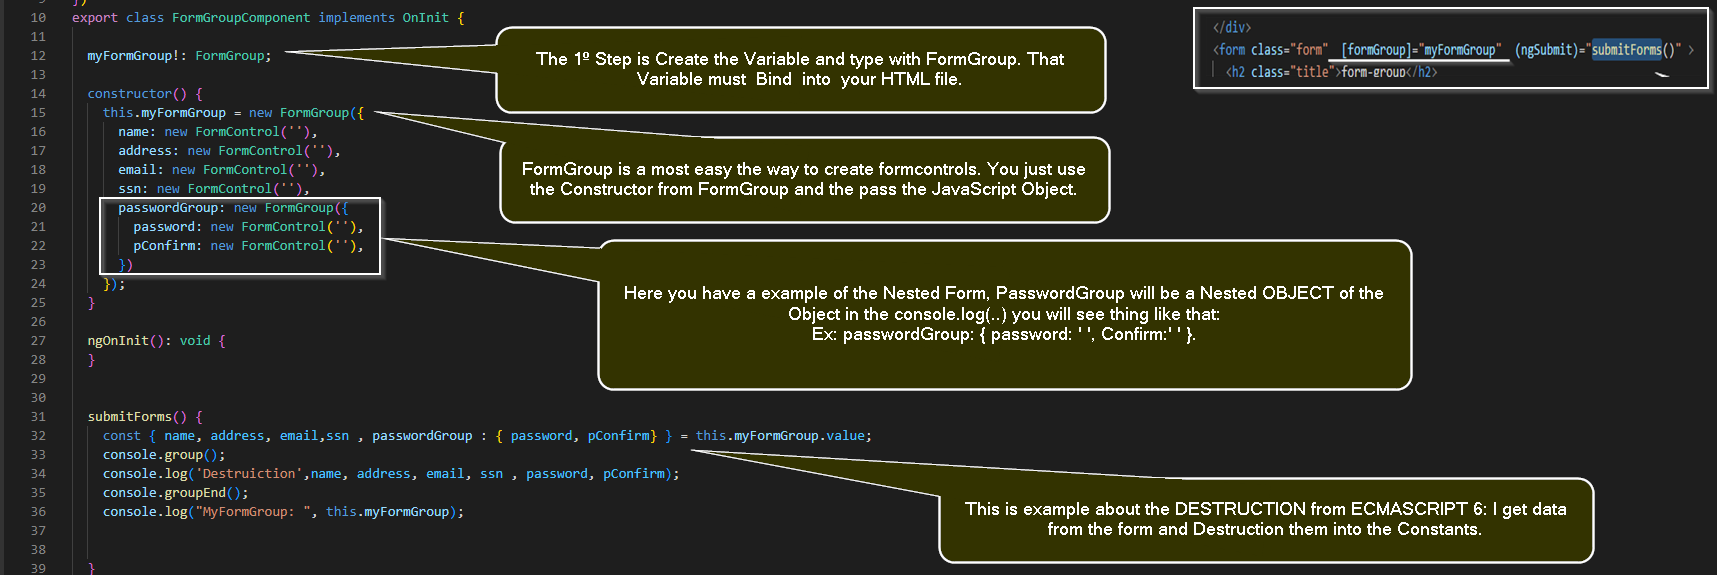 9 })
10 export class FormGroupComponent implements OnInit {
11
12 myFormGroup!: FormGroup;
13
14 constructor() {
15 this.myFormGroup = new FormGroup({
16 name: new FormControl(''),
17 address: new FormControl(''),
18 email: new FormControl(''),
19 ssn: new FormControl(''),
20 passwordGroup: new FormGroup({
21 password: new FormControl(''),
22 pConfirm: new FormControl(''),
23 })
24 });
25 }
26
27 ngOnInit(): void {
28 }
29
30
31 submitForms() {
32 const { name, address, email,ssn , passwordGroup : { password, pConfirm} } = this.myFormGroup.value;
33 console.group();
34 console.log('Destruiction',name, address, email, ssn , password, pConfirm);
35 console.groupEnd();
36 console.log("MyFormGroup: ", this.myFormGroup);
37
38
39 }
The 1º Step is Create the Variable and type with FormGroup. That
Variable must Bind into your HTML file.
FormGroup is a most easy the way to create formcontrols. You just use
the Constructor from FormGroup and the pass the JavaScript Object.
Here you have a example of the Nested Form, PasswordGroup will be a Nested OBJECT of the
Object in the console.log(..) you will see thing like that:
Ex: passwordGroup: { password: ' ', Confirm:' ' }.
This is example about the DESTRUCTION from ECMASCRIPT 6: I get data
from the form and Destruction them into the Constants.
</div>
<form class="form" [formGroup]="myFormGroup" (ngSubmit)="submitForms()" >
<h2 class="title">form-group</h2>